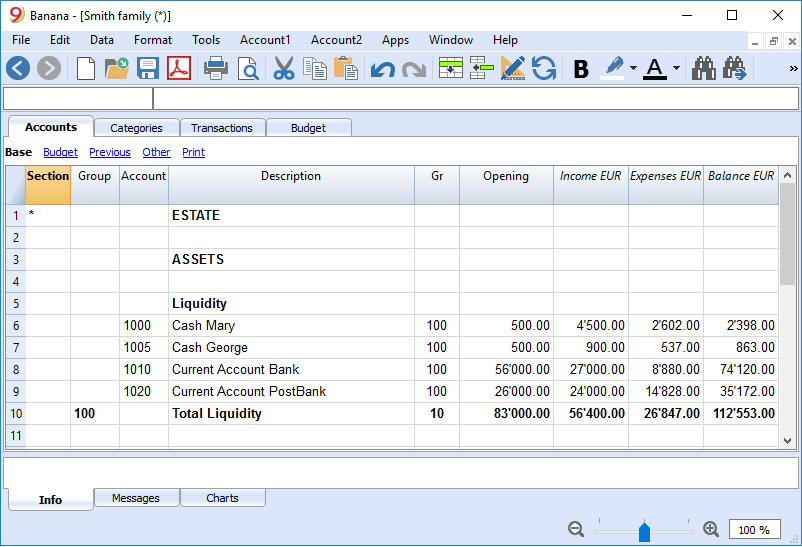 Banana - [Smith family (*)]
File Edit Data Format Tools Account1 Account2 Apps Window Help
B A »
Accounts Categories Transactions Budget
Base Budget Previous Other Print
Section Group Account Description Gr Opening Income EUR Expenses EUR Balance EUR
1 * ESTATE
2
3 ASSETS
4
5 Liquidity
6 1000 Cash Mary 100 500.00 4'500.00 2'602.00 2'398.00
7 1005 Cash George 100 500.00 900.00 537.00 863.00
8 1010 Current Account Bank 100 56'000.00 27'000.00 8'880.00 74'120.00
9 1020 Current Account PostBank 100 26'000.00 24'000.00 14'828.00 35'172.00
10 100 Total Liquidity 10 83'000.00 56'400.00 26'847.00 112'553.00
11
Info Messages Charts
100 %